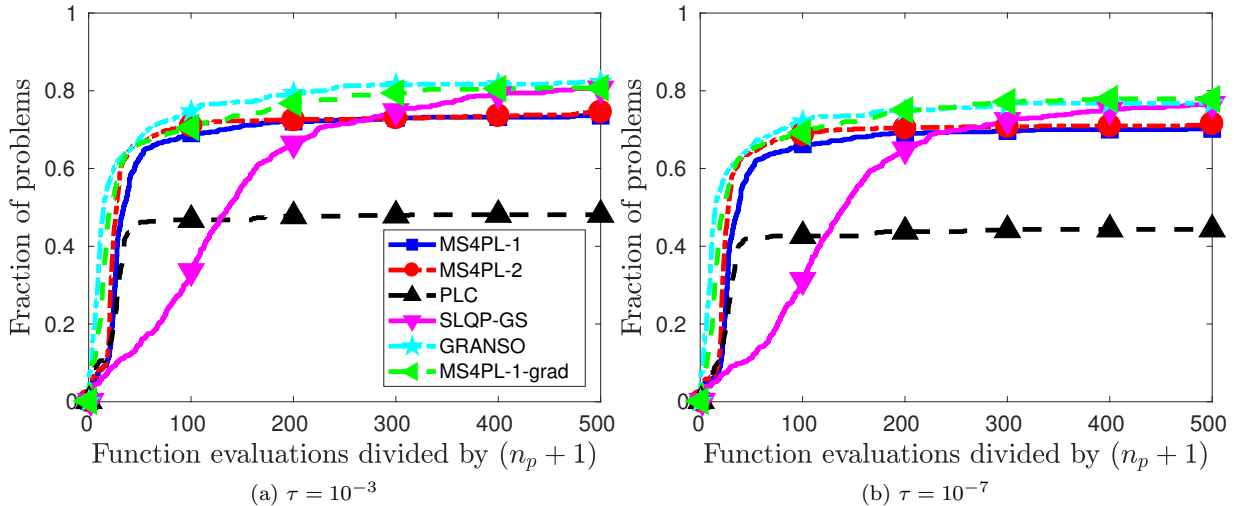 1
0.8
0.6
0.4
0.2
0
Fraction of problems
0 100 200 300 400 500
Function evaluations divided by (n_p + 1)
MS4PL-1
MS4PL-2
PLC
SLQP-GS
GRANSO
MS4PL-1-grad
(a) τ = 10^{-3}
1
0.8
0.6
0.4
0.2
0
Fraction of problems
0 100 200 300 400 500
Function evaluations divided by (n_p + 1)
(b) τ = 10^{-7}